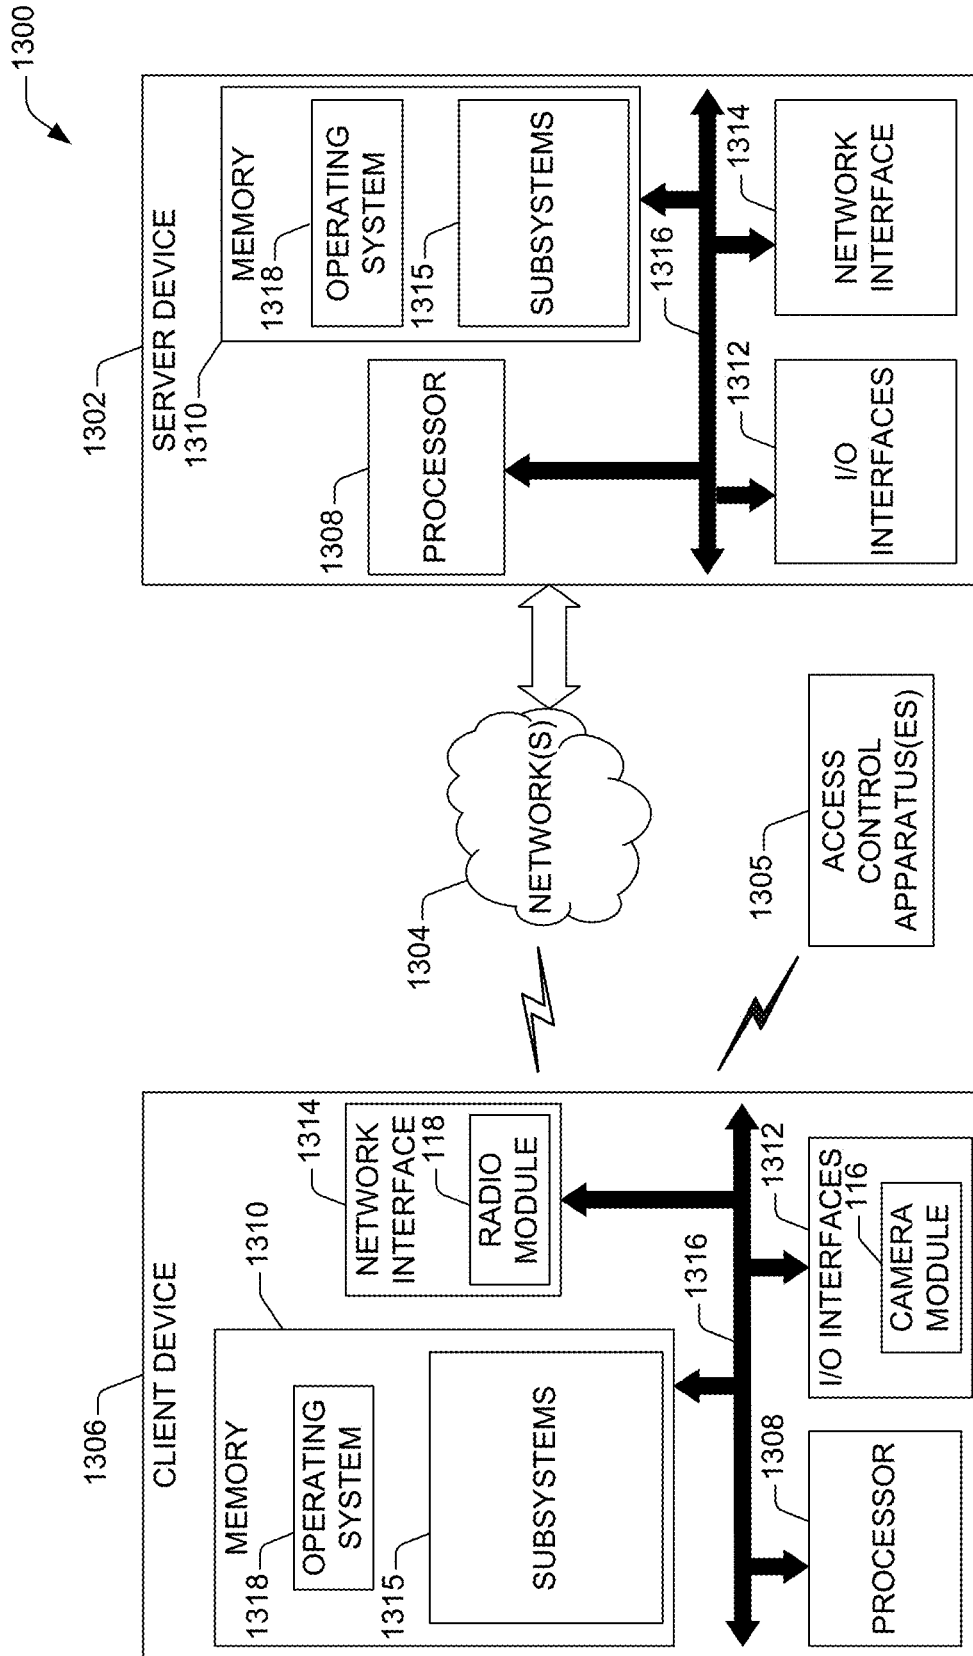 1300
1306
CLIENT DEVICE
MEMORY
1310
1318
OPERATING
SYSTEM
1315
SUBSYSTEMS
1314
NETWORK
INTERFACE
118
RADIO
MODULE
1316
1308
PROCESSOR
1312
I/O INTERFACES
116
CAMERA
MODULE
1304
NETWORK(S)
1305
ACCESS
CONTROL
APPARATUS(ES)
1302
SERVER DEVICE
1310
1308
PROCESSOR
MEMORY
1318
OPERATING
SYSTEM
1315
SUBSYSTEMS
1316
1312
I/O
INTERFACES
1314
NETWORK
INTERFACE